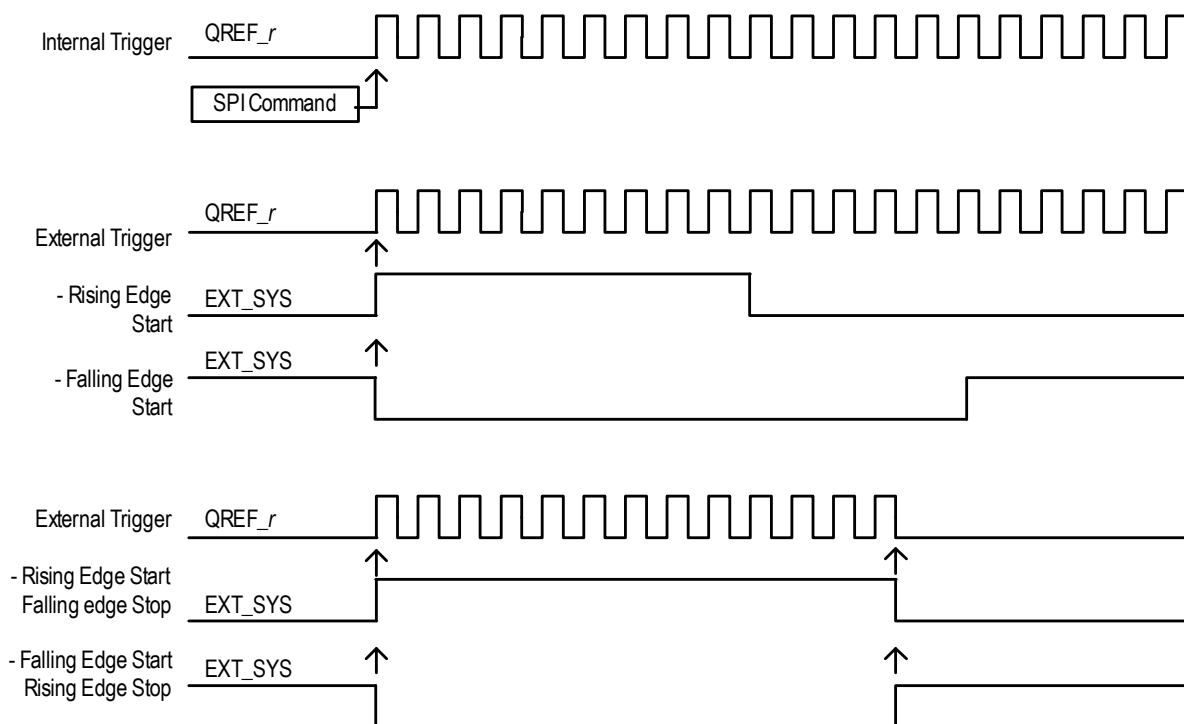 Internal Trigger
QREF_r
SPI Command
QREF_r
External Trigger
- Rising Edge
Start
EXT_SYS
EXT_SYS
- Falling Edge
Start
External Trigger
QREF_r
- Rising Edge Start
Falling edge Stop
EXT_SYS
- Falling Edge Start
Rising Edge Stop
EXT_SYS